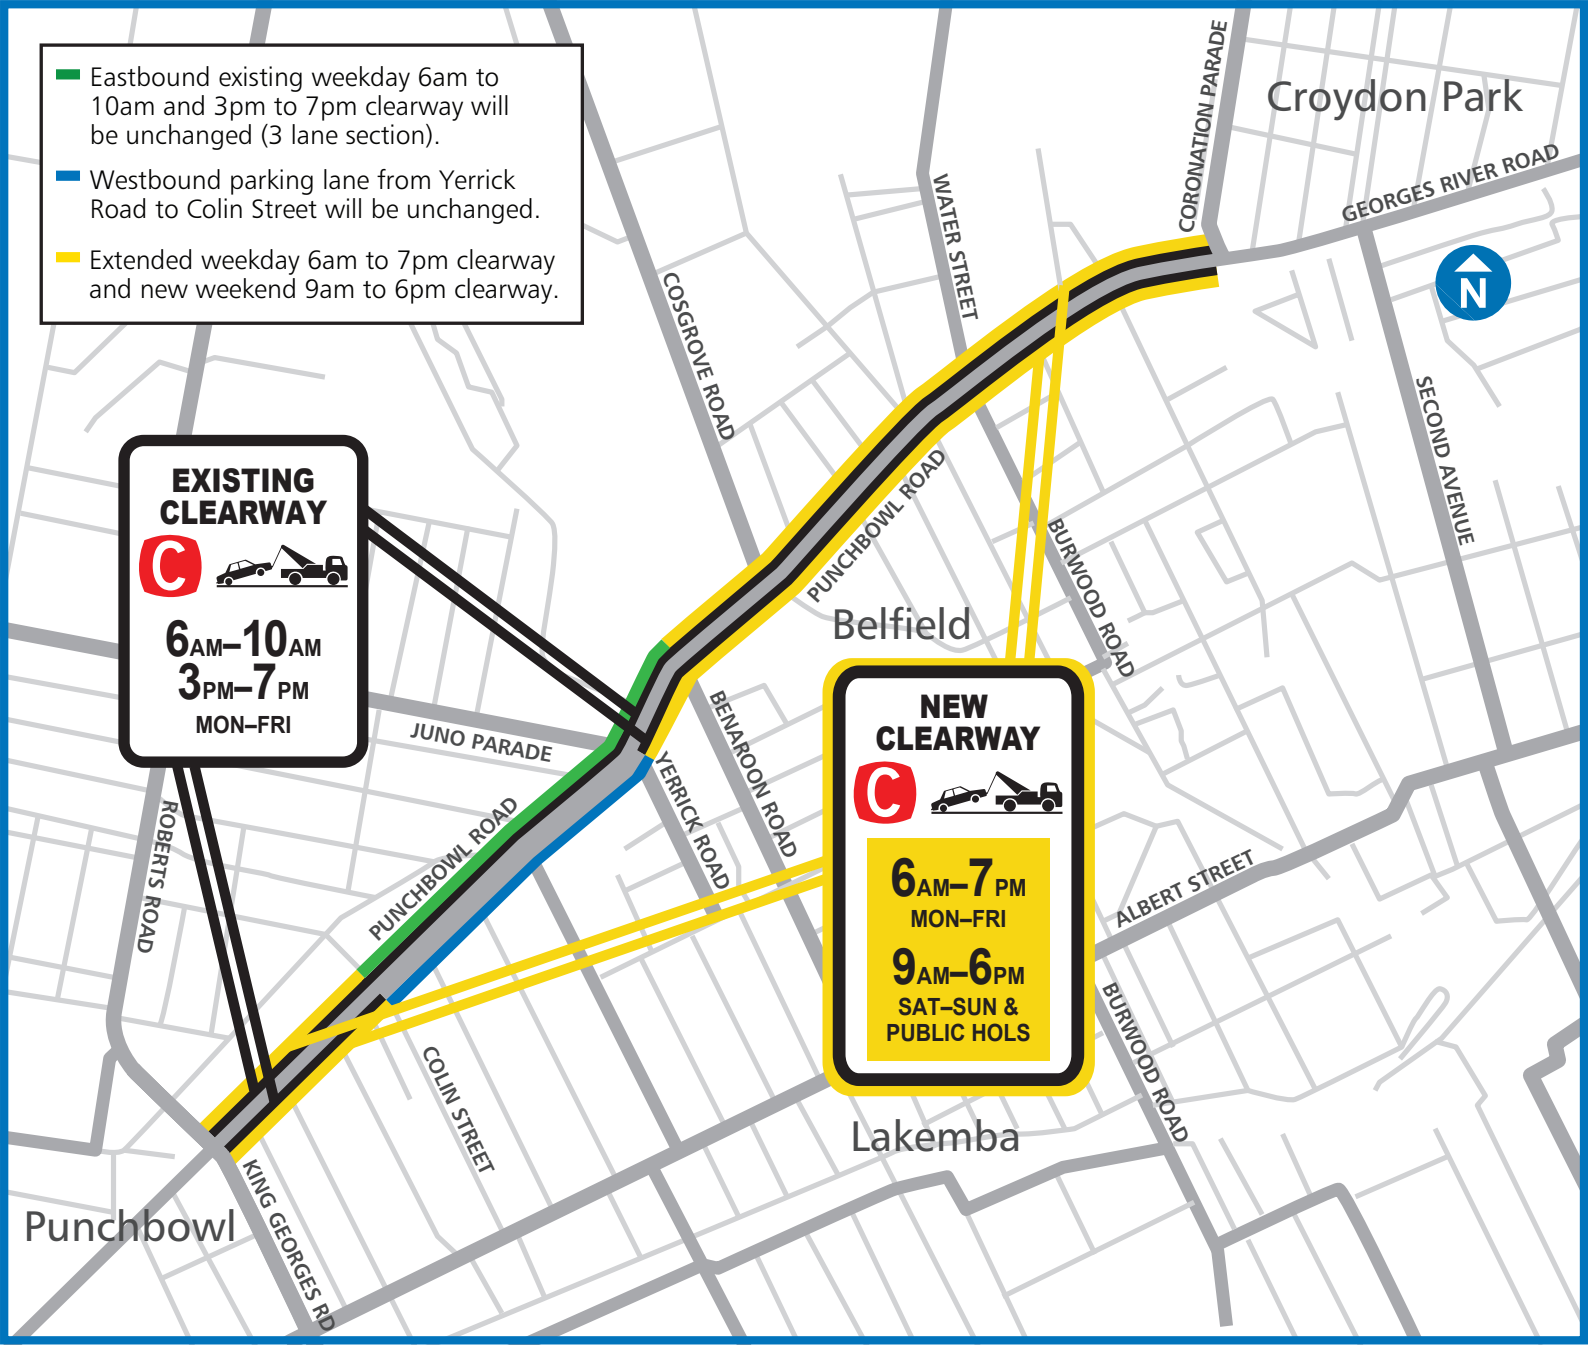 Eastbound existing weekday 6am to
10am and 3pm to 7pm clearway will
be unchanged (3 lane section).
Westbound parking lane from Yerrick
Road to Colin Street will be unchanged.
Extended weekday 6am to 7pm clearway
and new weekend 9am to 6pm clearway.
CORONATION PARADE
Croydon Park
GEORGES RIVER ROAD
WATER STREET
N
COSGROVE ROAD
SECOND AVENUE
EXISTING
CLEARWAY
C
6AM–10AM
3PM–7PM
MON–FRI
PUNCHBOWL ROAD
BURWOOD ROAD
Belfield
JUNO PARADE
BENAROON ROAD
YERRICK ROAD
NEW
CLEARWAY
C
6AM–7PM
MON–FRI
9AM–6PM
SAT–SUN &
PUBLIC HOLS
ROBERTS ROAD
PUNCHBOWL ROAD
ALBERT STREET
BURWOOD ROAD
COLIN STREET
Lakemba
KING GEORGES RD
Punchbowl